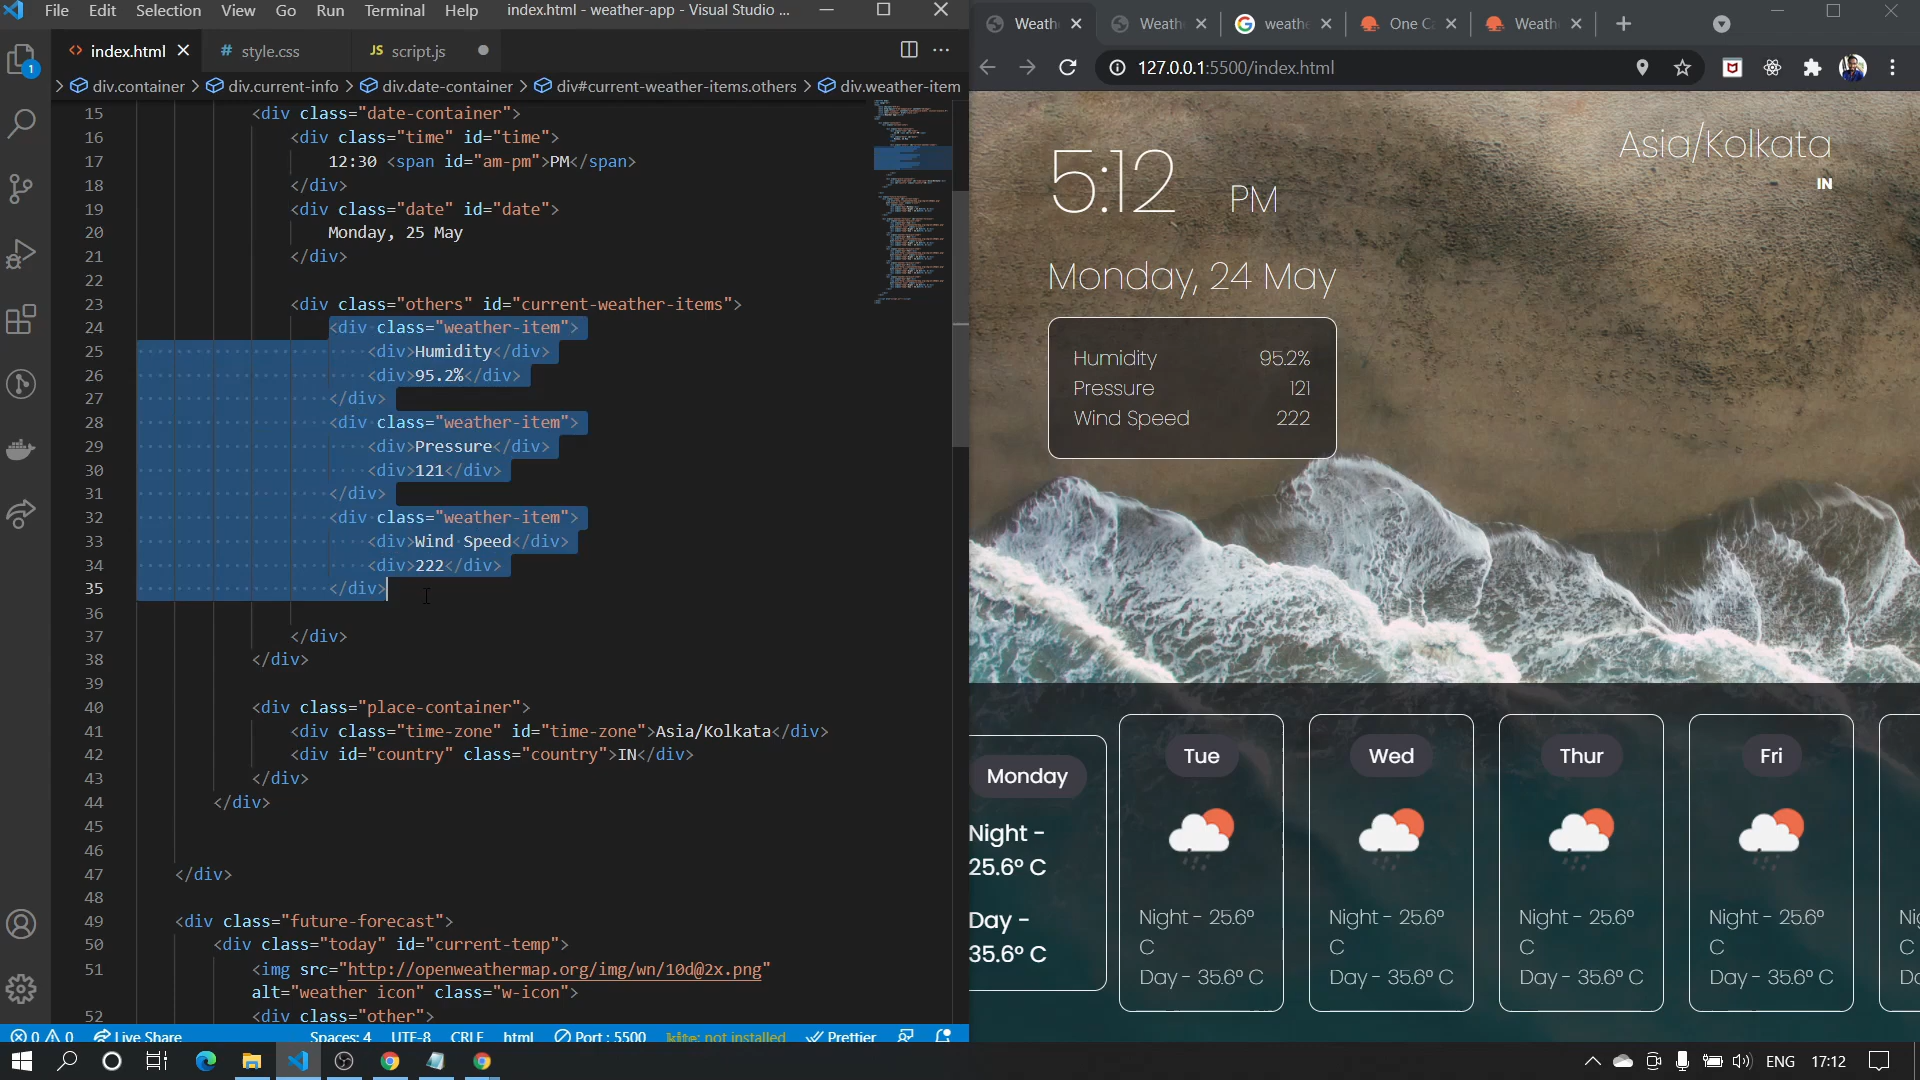 File Edit Selection View Go Run Terminal Help index.html - weather-app - Visual Studio ...
index.html style.css JS script.js
div.container div.current-info div.date-container div#current-weather-items.others div.weather-item
15 <div class="date-container">
16 <div class="time" id="time">
17 12:30 <span id="am-pm">PM</span>
18 </div>
19 <div class="date" id="date">
20 Monday, 25 May
21 </div>
22
23 <div class="others" id="current-weather-items">
24 <div class="weather-item">
25 <div>Humidity</div>
26 <div>95.2%</div>
27 </div>
28 <div class="weather-item">
29 <div>Pressure</div>
30 <div>121</div>
31 </div>
32 <div class="weather-item">
33 <div>Wind Speed</div>
34 <div>222</div>
35 </div>
36
37 </div>
38 </div>
39
40 <div class="place-container">
41 <div class="time-zone" id="time-zone">Asia/Kolkata</div>
42 <div id="country" class="country">IN</div>
43 </div>
44 </div>
45
46
47 </div>
48
49 <div class="future-forecast">
50 <div class="today" id="current-temp">
51 <img src="http://openweathermap.org/img/wn/10d@2x.png"
alt="weather icon" class="w-icon">
52 <div class="other">
1
0 0 Live Share Spaces: 4 UTF-8 CRLF html Port : 5500 kite: not installed Prettier
Weath Weath weathe One C Weath
127.0.0.1:5500/index.html
5:12 PM
Asia/Kolkata
IN
Monday, 24 May
Humidity 95.2%
Pressure 121
Wind Speed 222
Monday
Night -
25.6° C
Day -
35.6° C
Tue
Night - 25.6°
C
Day - 35.6° C
Wed
Night - 25.6°
C
Day - 35.6° C
Thur
Night - 25.6°
C
Day - 35.6° C
Fri
Night - 25.6°
C
Day - 35.6° C
ENG 17:12